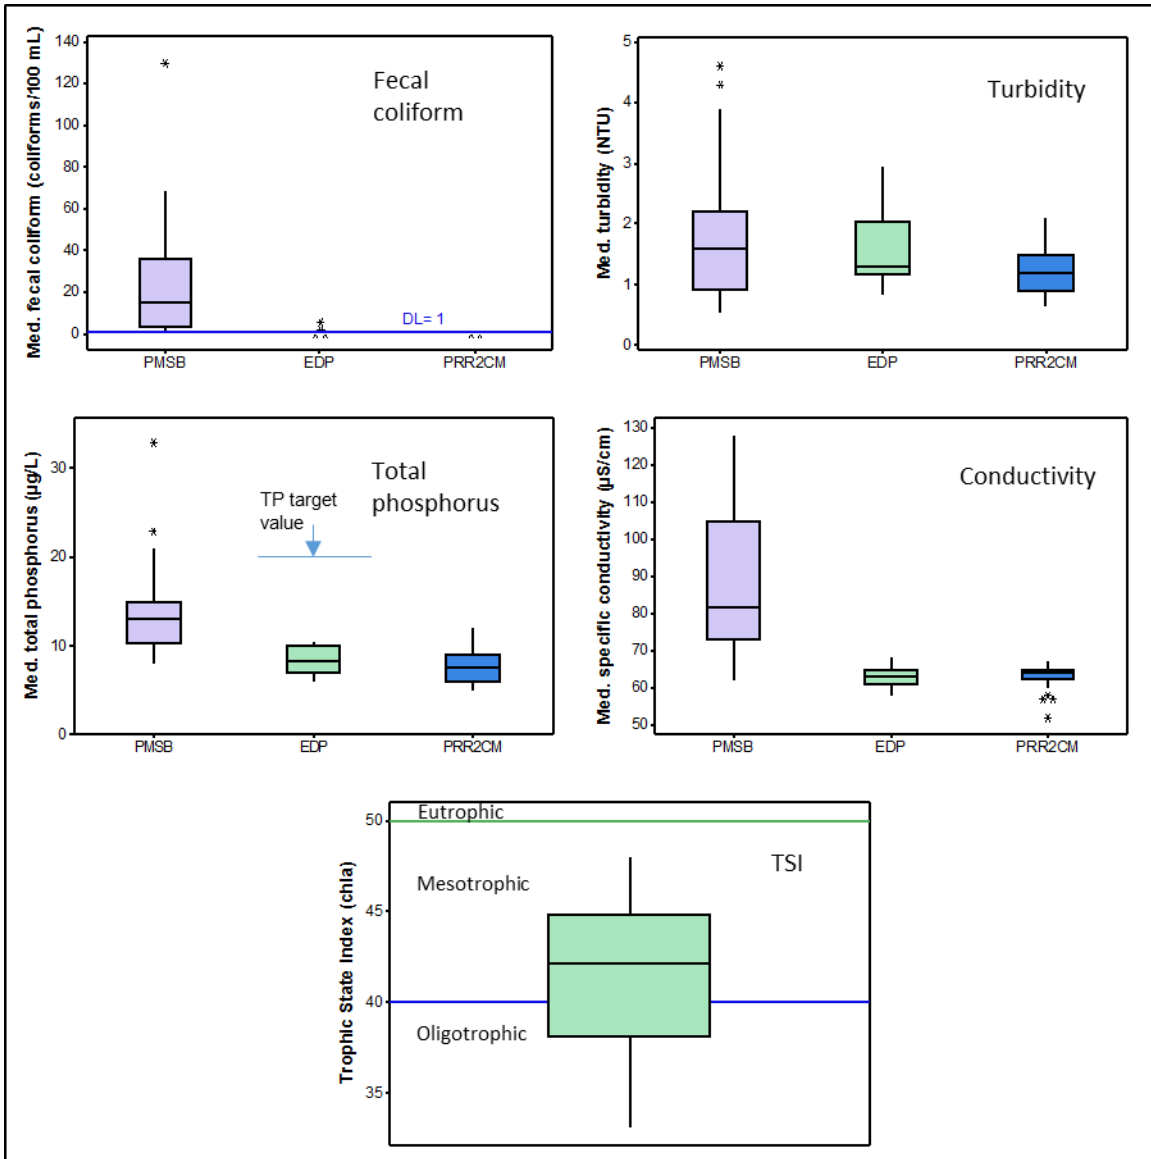 Med. fecal coliform (coliforms/100 mL)
140
120
100
80
60
40
20
0
Fecal
coliform
DL= 1
PMSB
EDP
PRR2CM
Med. turbidity (NTU)
5
4
3
2
1
0
Turbidity
PMSB
EDP
PRR2CM
Med. total phosphorus (µg/L)
30
20
10
0
Total
phosphorus
TP target
value
PMSB
EDP
PRR2CM
Med. specific conductivity (µS/cm)
130
120
110
100
90
80
70
60
50
Conductivity
PMSB
EDP
PRR2CM
Trophic State Index (chla)
50
45
40
35
Eutrophic
TSI
Mesotrophic
Oligotrophic